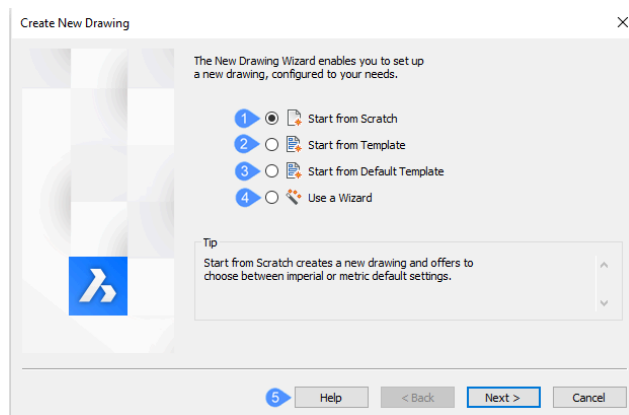 Create New Drawing
The New Drawing Wizard enables you to set up
a new drawing, configured to your needs.
1 Start from Scratch
2 Start from Template
3 Start from Default Template
4 Use a Wizard
Tip
Start from Scratch creates a new drawing and offers to
choose between imperial or metric default settings.
5 Help < Back Next > Cancel